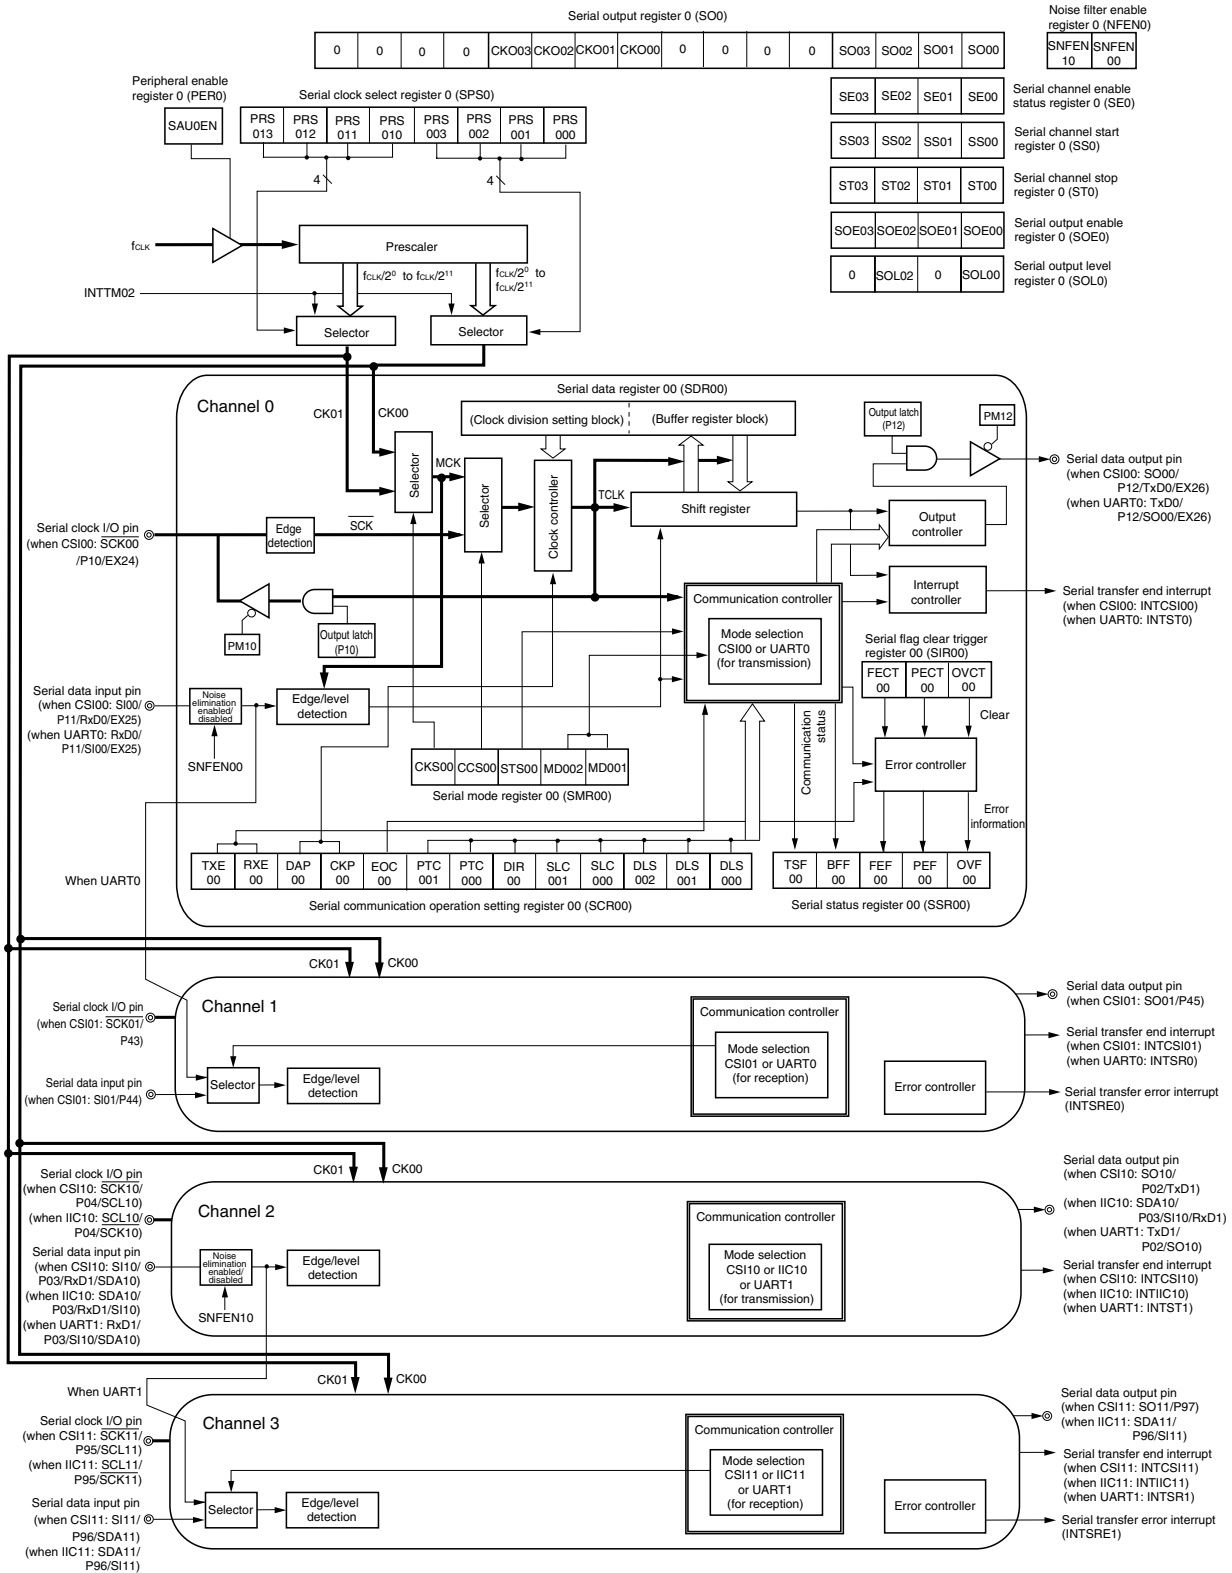 Serial output register 0 (SO0)
0 0 0 0 CKO03 CKO02 CKO01 CKO00 0 0 0 0 SO03 SO02 SO01 SO00
Noise filter enable
register 0 (NFEN0)
SNFEN SNFEN
10 00
Peripheral enable
register 0 (PER0)
SAU0EN
Serial clock select register 0 (SPS0)
PRS PRS PRS PRS PRS PRS PRS PRS
013 012 011 010 003 002 001 000
4
4
SE03 SE02 SE01 SE00
Serial channel enable
status register 0 (SE0)
SS03 SS02 SS01 SS00
Serial channel start
register 0 (SS0)
ST03 ST02 ST01 ST00
Serial channel stop
register 0 (ST0)
SOE03 SOE02 SOE01 SOE00
Serial output enable
register 0 (SOE0)
0 SOL02 0 SOL00
Serial output level
register 0 (SOL0)
fCLK
Prescaler
fCLK/2⁰ to fCLK/2¹¹
fCLK/2⁰ to
fCLK/2¹¹
INTTM02
Selector
Selector
Channel 0
CK01
CK00
Serial data register 00 (SDR00)
(Clock division setting block)
(Buffer register block)
Selector
MCK
Selector
Clock controller
TCLK
Shift register
Output latch
(P12)
PM12
Serial data output pin
(when CSI00: SO00/
P12/TxD0/EX26)
(when UART0: TxD0/
P12/SO00/EX26)
Output
controller
Serial clock I/O pin
(when CSI00: SCK00
/P10/EX24)
Edge
detection
SCK
PM10
Output latch
(P10)
Communication controller
Mode selection
CSI00 or UART0
(for transmission)
Interrupt
controller
Serial transfer end interrupt
(when CSI00: INTCSI00)
(when UART0: INTST0)
Serial flag clear trigger
register 00 (SIR00)
FECT PECT OVCT
00 00 00
Clear
Serial data input pin
(when CSI00: SI00/
P11/RxD0/EX25)
(when UART0: RxD0/
P11/SI00/EX25)
Noise
elimination
enabled/
disabled
SNFEN00
Edge/level
detection
CKS00 CCS00 STS00 MD002 MD001
Serial mode register 00 (SMR00)
Communication
status
Error controller
Error
information
When UART0
TXE RXE DAP CKP EOC PTC PTC DIR SLC SLC DLS DLS DLS
00 00 00 00 00 001 000 00 001 000 002 001 000
Serial communication operation setting register 00 (SCR00)
TSF BFF FEF PEF OVF
00 00 00 00 00
Serial status register 00 (SSR00)
CK01
CK00
Channel 1
Serial clock I/O pin
(when CSI01: SCK01/
P43)
Serial data input pin
(when CSI01: SI01/P44)
Selector
Edge/level
detection
Communication controller
Mode selection
CSI01 or UART0
(for reception)
Error controller
Serial data output pin
(when CSI01: SO01/P45)
Serial transfer end interrupt
(when CSI01: INTCSI01)
(when UART0: INTSR0)
Serial transfer error interrupt
(INTSRE0)
CK01
CK00
Channel 2
Serial clock I/O pin
(when CSI10: SCK10/
P04/SCL10)
(when IIC10: SCL10/
P04/SCK10)
Serial data input pin
(when CSI10: SI10/
P03/RxD1/SDA10)
(when IIC10: SDA10/
P03/RxD1/SI10)
(when UART1: RxD1/
P03/SI10/SDA10)
Noise
elimination
enabled/
disabled
SNFEN10
Edge/level
detection
Communication controller
Mode selection
CSI10 or IIC10
or UART1
(for transmission)
Serial data output pin
(when CSI10: SO10/
P02/TxD1)
(when IIC10: SDA10/
P03/SI10/RxD1)
(when UART1: TxD1/
P02/SO10)
Serial transfer end interrupt
(when CSI10: INTCSI10)
(when IIC10: INTIIC10)
(when UART1: INTST1)
CK01
CK00
When UART1
Channel 3
Serial clock I/O pin
(when CSI11: SCK11/
P95/SCL11)
(when IIC11: SCL11/
P95/SCK11)
Serial data input pin
(when CSI11: SI11/
P96/SDA11)
(when IIC11: SDA11/
P96/SI11)
Selector
Edge/level
detection
Communication controller
Mode selection
CSI11 or IIC11
or UART1
(for reception)
Error controller
Serial data output pin
(when CSI11: SO11/P97)
(when IIC11: SDA11/
P96/SI11)
Serial transfer end interrupt
(when CSI11: INTCSI11)
(when IIC11: INTIIC11)
(when UART1: INTSR1)
Serial transfer error interrupt
(INTSRE1)